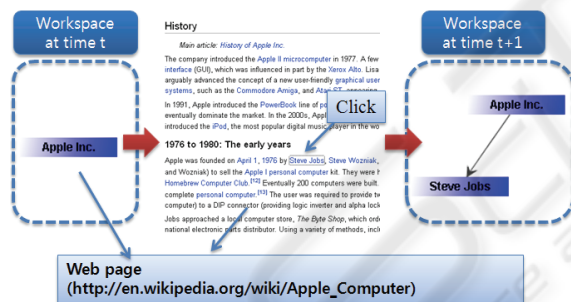 Workspace
at time t
Apple Inc.
History
Main article: History of Apple Inc.
The company introduced the Apple II microcomputer in 1977. A few
interface (GUI), which was influenced in part by the Xerox Alto. Lisa
arguably advanced the concept of a new user-friendly graphical user
systems, such as the Commodore Amiga, and Atari ST, appearing
In 1991, Apple introduced the PowerBook line of
eventually dominate the market. In the 2000s, Appl
introduced the iPod, the most popular digital music player in the wo
Click
1976 to 1980: The early years
Apple was founded on April 1, 1976 by Steve Jobs, Steve Wozniak,
and Wozniak) to sell the Apple I personal computer kit. They were h
Homebrew Computer Club.[12] Eventually 200 computers were built.
complete personal computer.[13] The user was required to provide tw
computer) to a DIP connector (providing logic inverter and alpha lock
Jobs approached a local computer store, The Byte Shop, which ord
national electronic parts distributor. Using a variety of methods, incl
Workspace
at time t+1
Apple Inc.
Steve Jobs
Web page
(http://en.wikipedia.org/wiki/Apple_Computer)